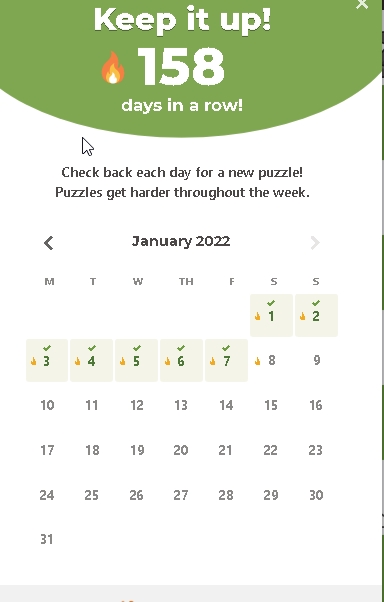 Keep it up!
158
days in a row!
Check back each day for a new puzzle!
Puzzles get harder throughout the week.
January 2022
M T W TH F S S
1 2
3 4 5 6 7 8 9
10 11 12 13 14 15 16
17 18 19 20 21 22 23
24 25 26 27 28 29 30
31